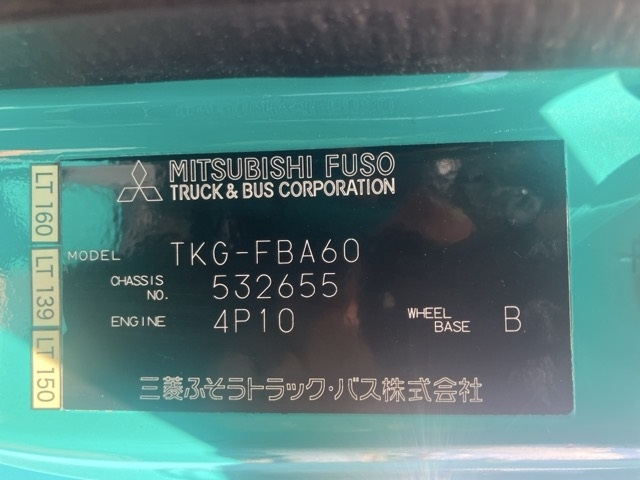 MITSUBISHI FUSO
TRUCK & BUS CORPORATION
MODEL TKG-FBA60
CHASSIS NO. 532655
ENGINE 4P10 WHEEL BASE B
三菱ふそうトラック・バス株式会社
LT 160
LT 139
LT 150